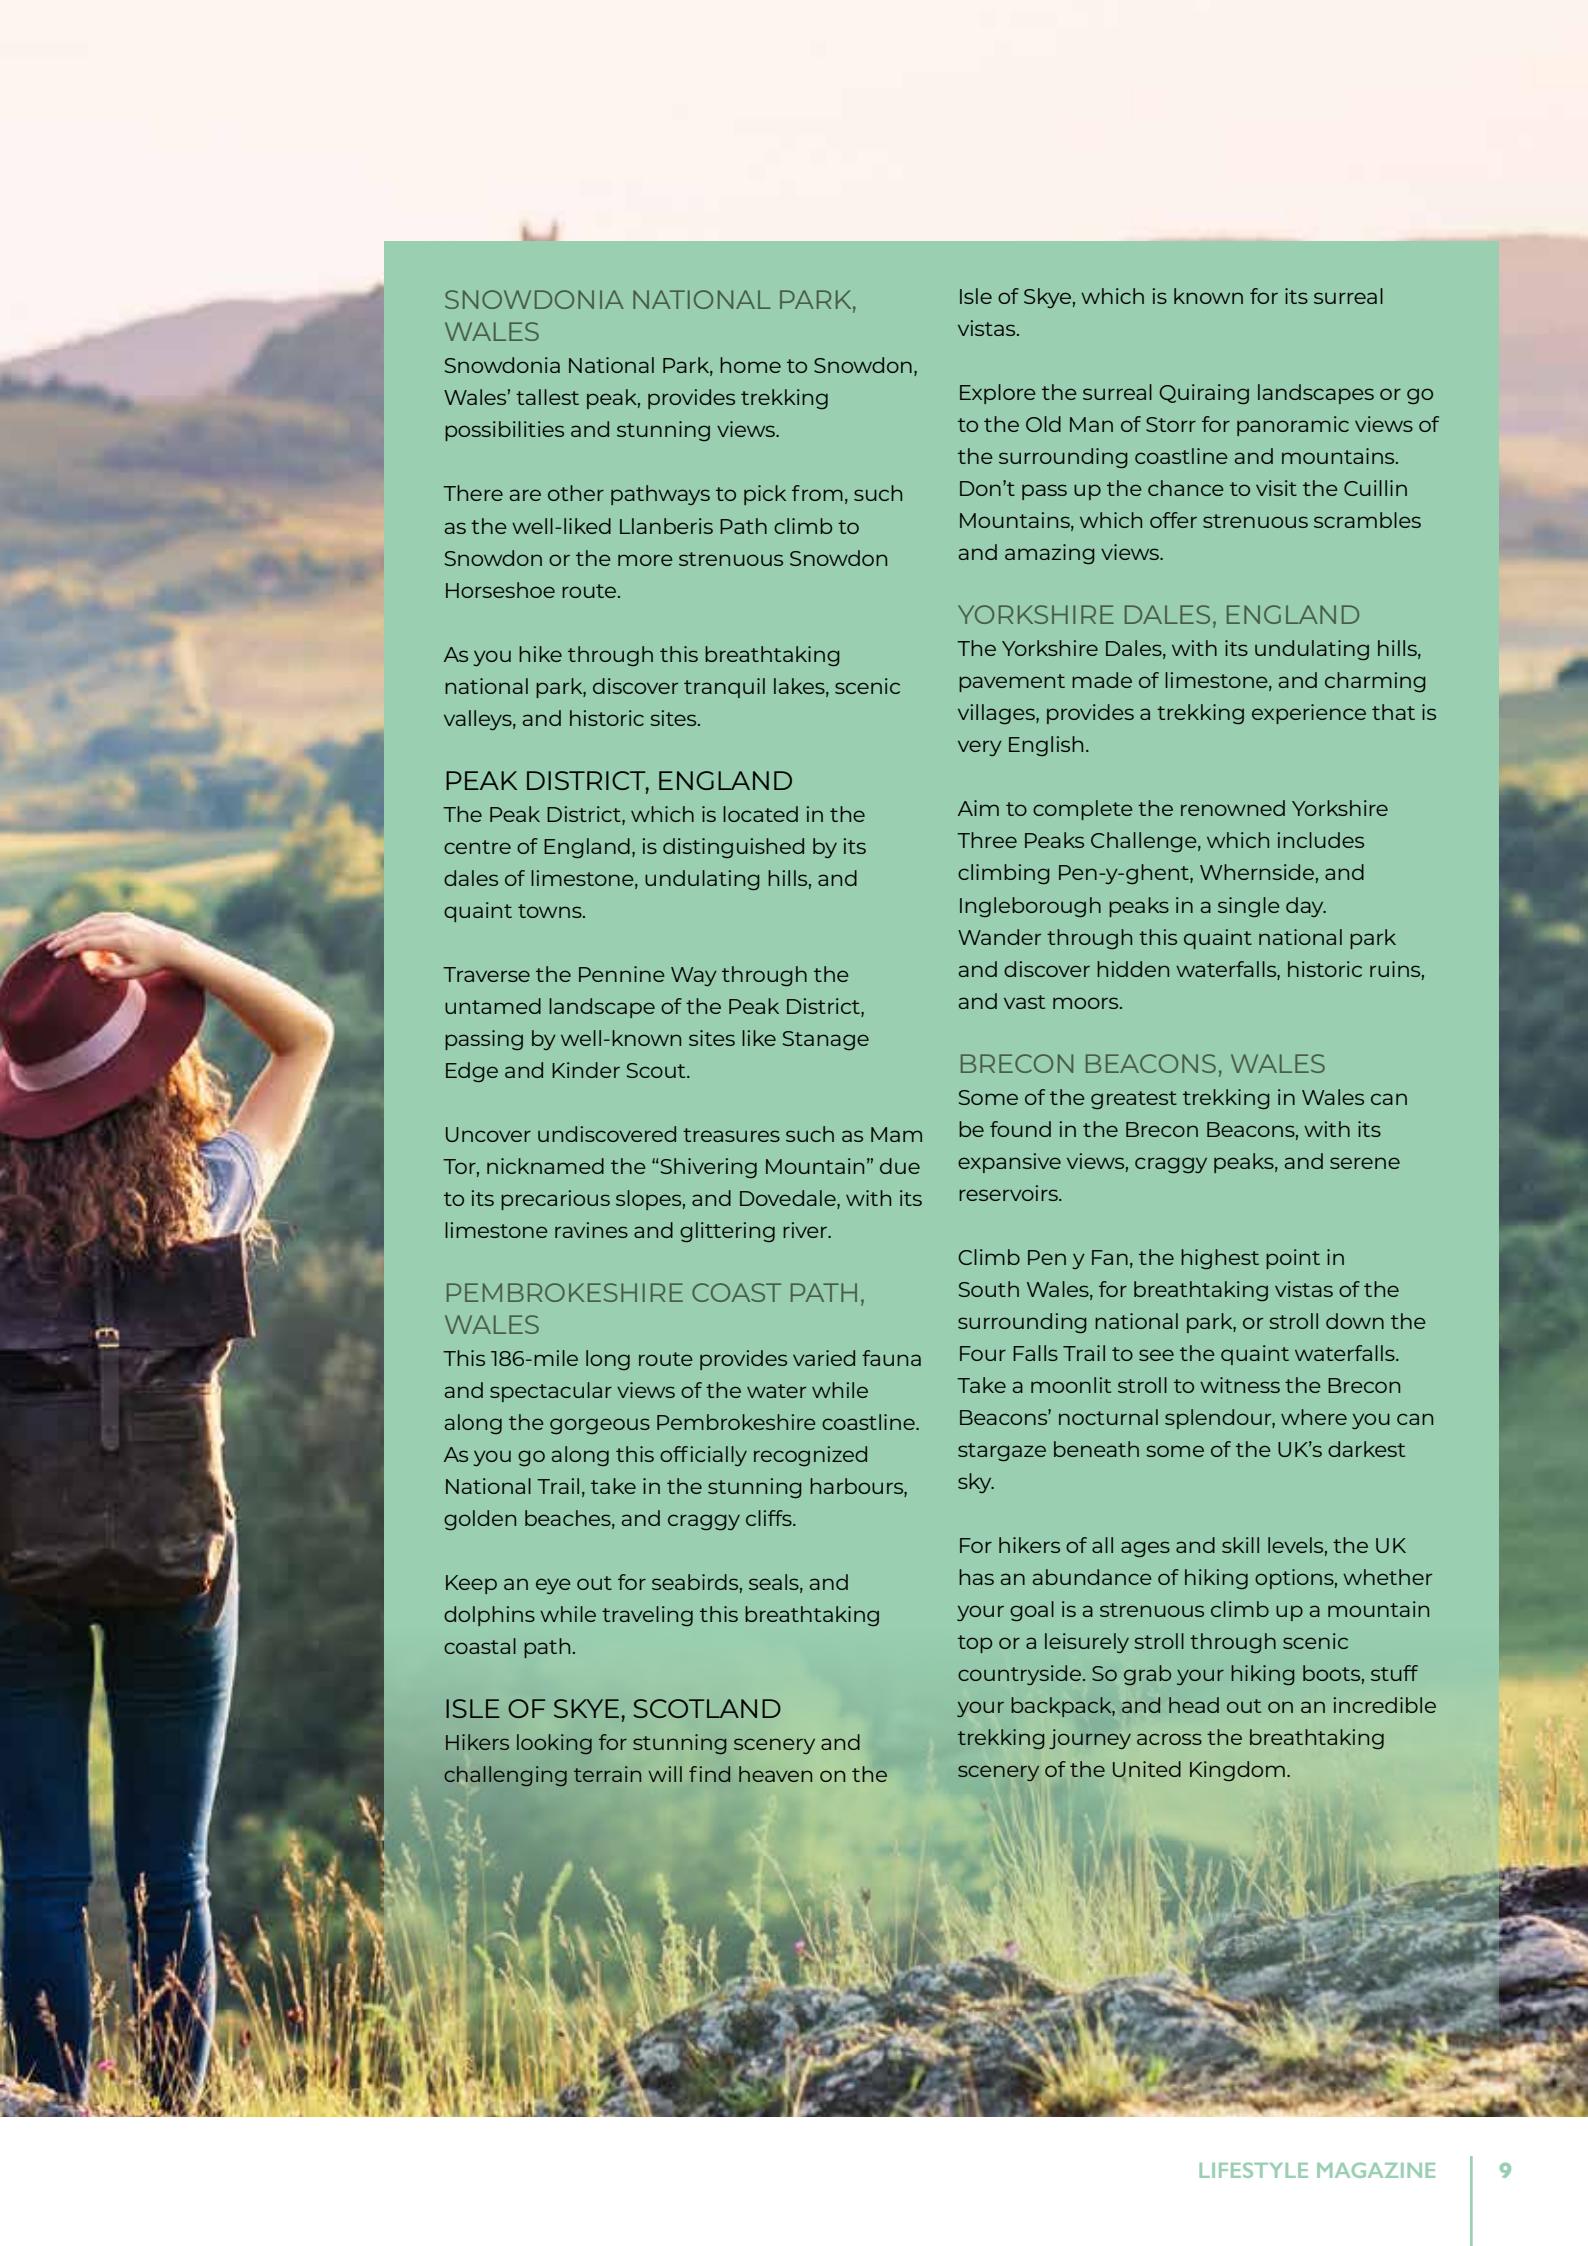 SNOWDONIA NATIONAL PARK,
WALES
Snowdonia National Park, home to Snowdon,
Wales’ tallest peak, provides trekking
possibilities and stunning views.
There are other pathways to pick from, such
as the well-liked Llanberis Path climb to
Snowdon or the more strenuous Snowdon
Horseshoe route.
As you hike through this breathtaking
national park, discover tranquil lakes, scenic
valleys, and historic sites.
PEAK DISTRICT, ENGLAND
The Peak District, which is located in the
centre of England, is distinguished by its
dales of limestone, undulating hills, and
quaint towns.
Traverse the Pennine Way through the
untamed landscape of the Peak District,
passing by well-known sites like Stanage
Edge and Kinder Scout.
Uncover undiscovered treasures such as Mam
Tor, nicknamed the “Shivering Mountain” due
to its precarious slopes, and Dovedale, with its
limestone ravines and glittering river.
PEMBROKESHIRE COAST PATH,
WALES
This 186-mile long route provides varied fauna
and spectacular views of the water while
along the gorgeous Pembrokeshire coastline.
As you go along this officially recognized
National Trail, take in the stunning harbours,
golden beaches, and craggy cliffs.
Keep an eye out for seabirds, seals, and
dolphins while traveling this breathtaking
coastal path.
ISLE OF SKYE, SCOTLAND
Hikers looking for stunning scenery and
challenging terrain will find heaven on the
Isle of Skye, which is known for its surreal
vistas.
Explore the surreal Quiraing landscapes or go
to the Old Man of Storr for panoramic views of
the surrounding coastline and mountains.
Don’t pass up the chance to visit the Cuillin
Mountains, which offer strenuous scrambles
and amazing views.
YORKSHIRE DALES, ENGLAND
The Yorkshire Dales, with its undulating hills,
pavement made of limestone, and charming
villages, provides a trekking experience that is
very English.
Aim to complete the renowned Yorkshire
Three Peaks Challenge, which includes
climbing Pen-y-ghent, Whernside, and
Ingleborough peaks in a single day.
Wander through this quaint national park
and discover hidden waterfalls, historic ruins,
and vast moors.
BRECON BEACONS, WALES
Some of the greatest trekking in Wales can
be found in the Brecon Beacons, with its
expansive views, craggy peaks, and serene
reservoirs.
Climb Pen y Fan, the highest point in
South Wales, for breathtaking vistas of the
surrounding national park, or stroll down the
Four Falls Trail to see the quaint waterfalls.
Take a moonlit stroll to witness the Brecon
Beacons’ nocturnal splendour, where you can
stargaze beneath some of the UK’s darkest
sky.
For hikers of all ages and skill levels, the UK
has an abundance of hiking options, whether
your goal is a strenuous climb up a mountain
top or a leisurely stroll through scenic
countryside. So grab your hiking boots, stuff
your backpack, and head out on an incredible
trekking journey across the breathtaking
scenery of the United Kingdom.
LIFESTYLE MAGAZINE 9